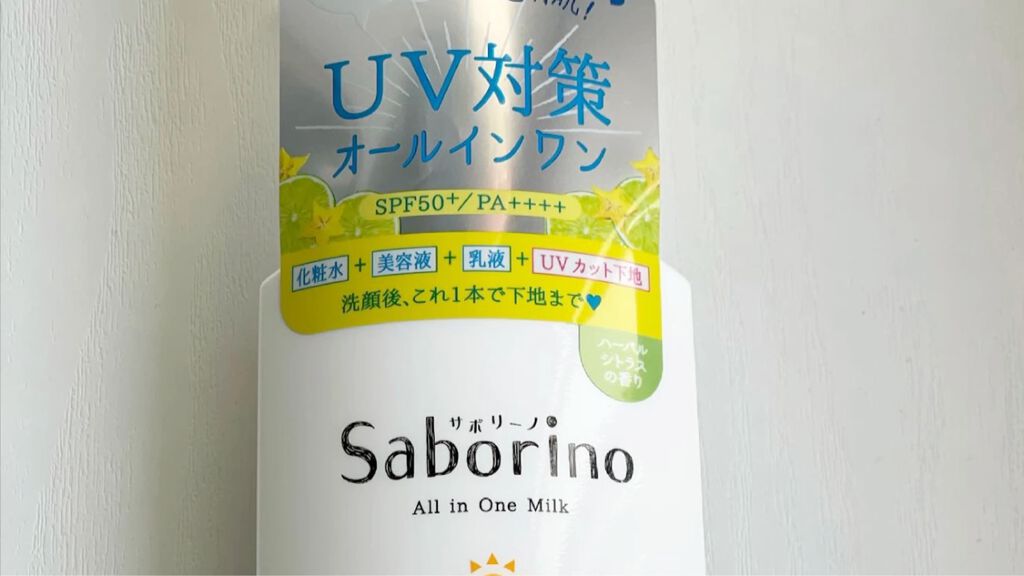 UV対策
オールインワン
SPF50+/PA++++
化粧水 + 美容液 + 乳液 + UVカット下地
洗顔後、これ1本で下地まで♥
ハーバル
シトラス
の香り
サボリーノ
Saborino
All in One Milk